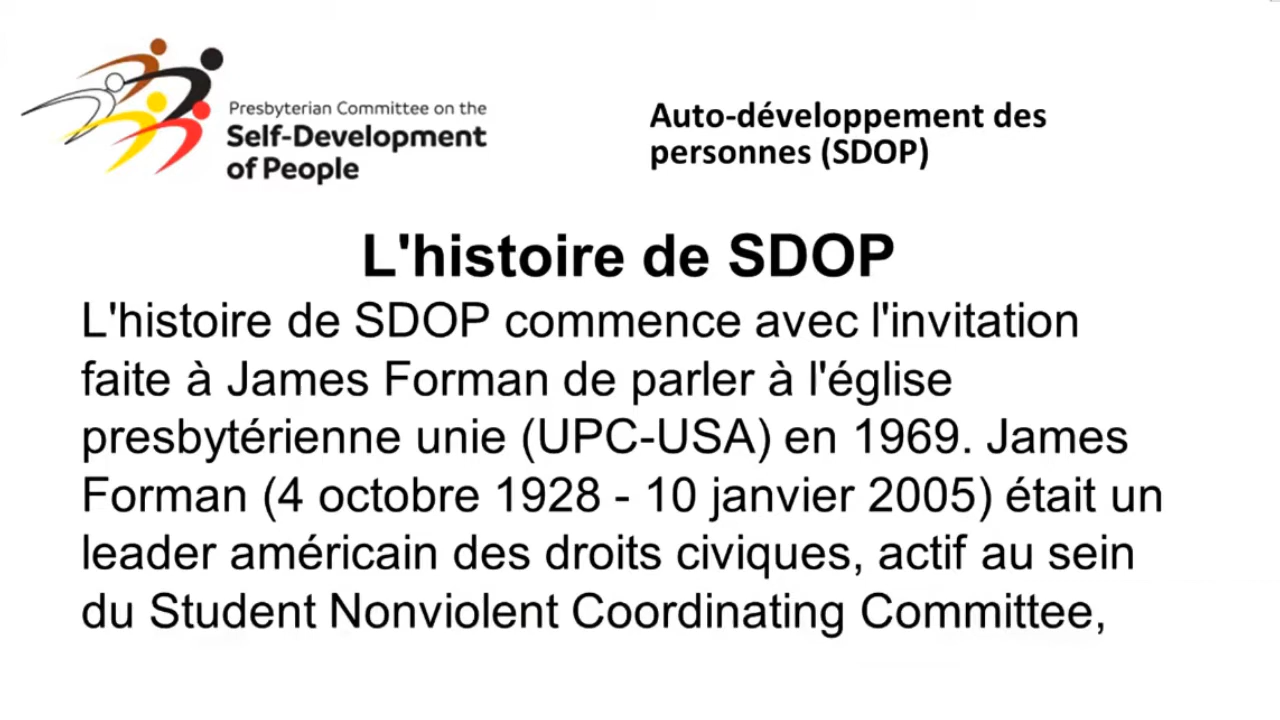 Presbyterian Committee on the
Self-Development
of People
Auto-développement des
personnes (SDOP)
L'histoire de SDOP
L'histoire de SDOP commence avec l'invitation
faite à James Forman de parler à l'église
presbytérienne unie (UPC-USA) en 1969. James
Forman (4 octobre 1928 - 10 janvier 2005) était un
leader américain des droits civiques, actif au sein
du Student Nonviolent Coordinating Committee,